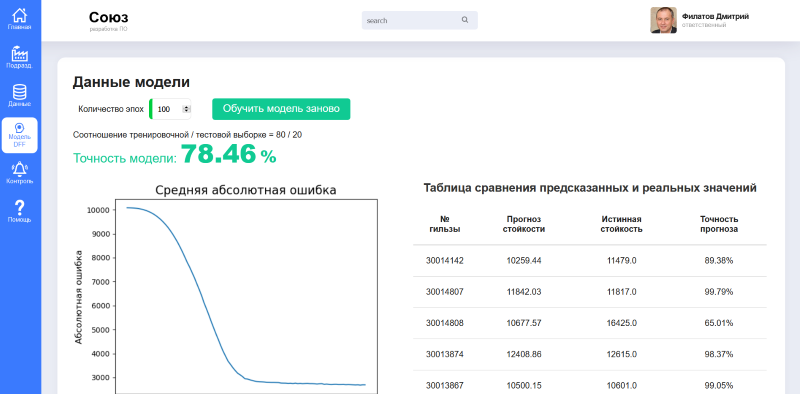 Главная
Подразд.
Данные
Модель
DFF
Контроль
Помощь
Союз
разработка ПО
search
Филатов Дмитрий
ответственный
Данные модели
Количество эпох 100 Обучить модель заново
Соотношение тренировочной / тестовой выборке = 80 / 20
Точность модели: 78.46 %
Средняя абсолютная ошибка
Абсолютная ошибка
10000
9000
8000
7000
6000
5000
4000
3000
Таблица сравнения предсказанных и реальных значений
№ гильзы Прогноз стойкости Истинная стойкость Точность прогноза
30014142 10259.44 11479.0 89.38%
30014807 11842.03 11817.0 99.79%
30014808 10677.57 16425.0 65.01%
30013874 12408.86 12615.0 98.37%
30013867 10500.15 10601.0 99.05%